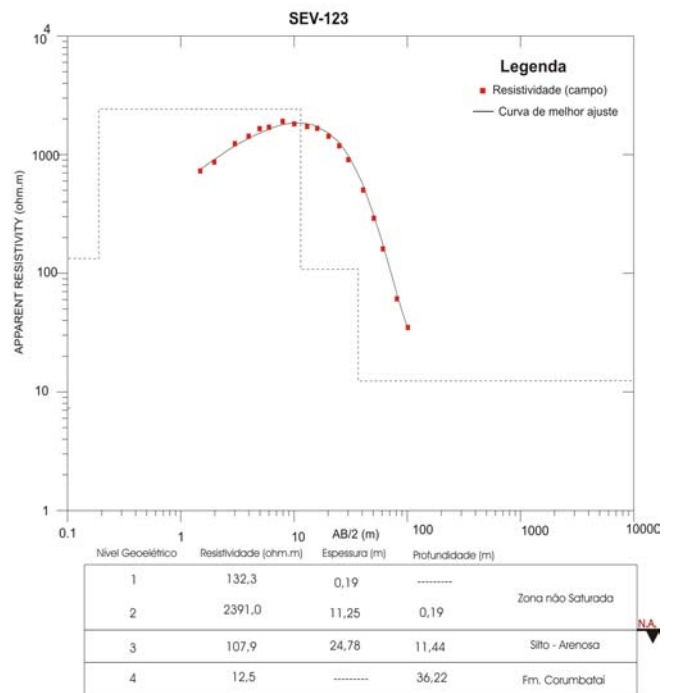 SEV-123
10 4
1000
100
10
1
APPARENT RESISTIVITY (ohm.m)
Legenda
Resistividade (campo)
Curva de melhor ajuste
0.1 1 10 100 1000 10000
AB/2 (m)
Nível Geoelétrico Resistividade (ohm.m) Espessura (m) Profundidade (m)
1 132,3 0,19 ---------
Zona não Saturada
2 2391,0 11,25 0,19
N.A.
3 107,9 24,78 11,44 Silto - Arenosa
4 12,5 --------- 36,22 Fm. Corumbataí